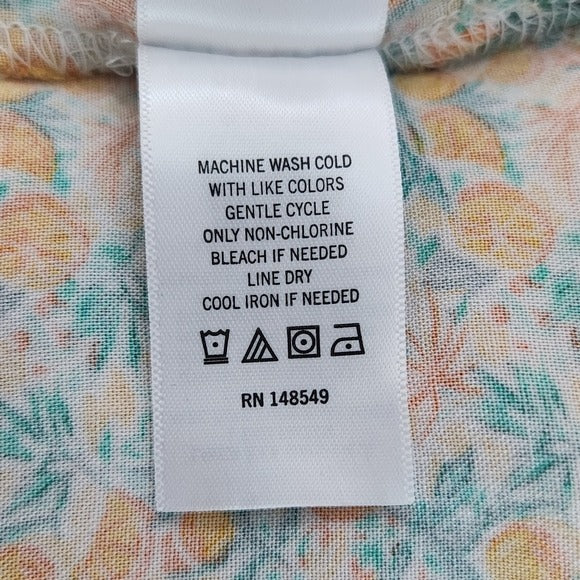 MACHINE WASH COLD
WITH LIKE COLORS
GENTLE CYCLE
ONLY NON-CHLORINE
BLEACH IF NEEDED
LINE DRY
COOL IRON IF NEEDED
RN 148549